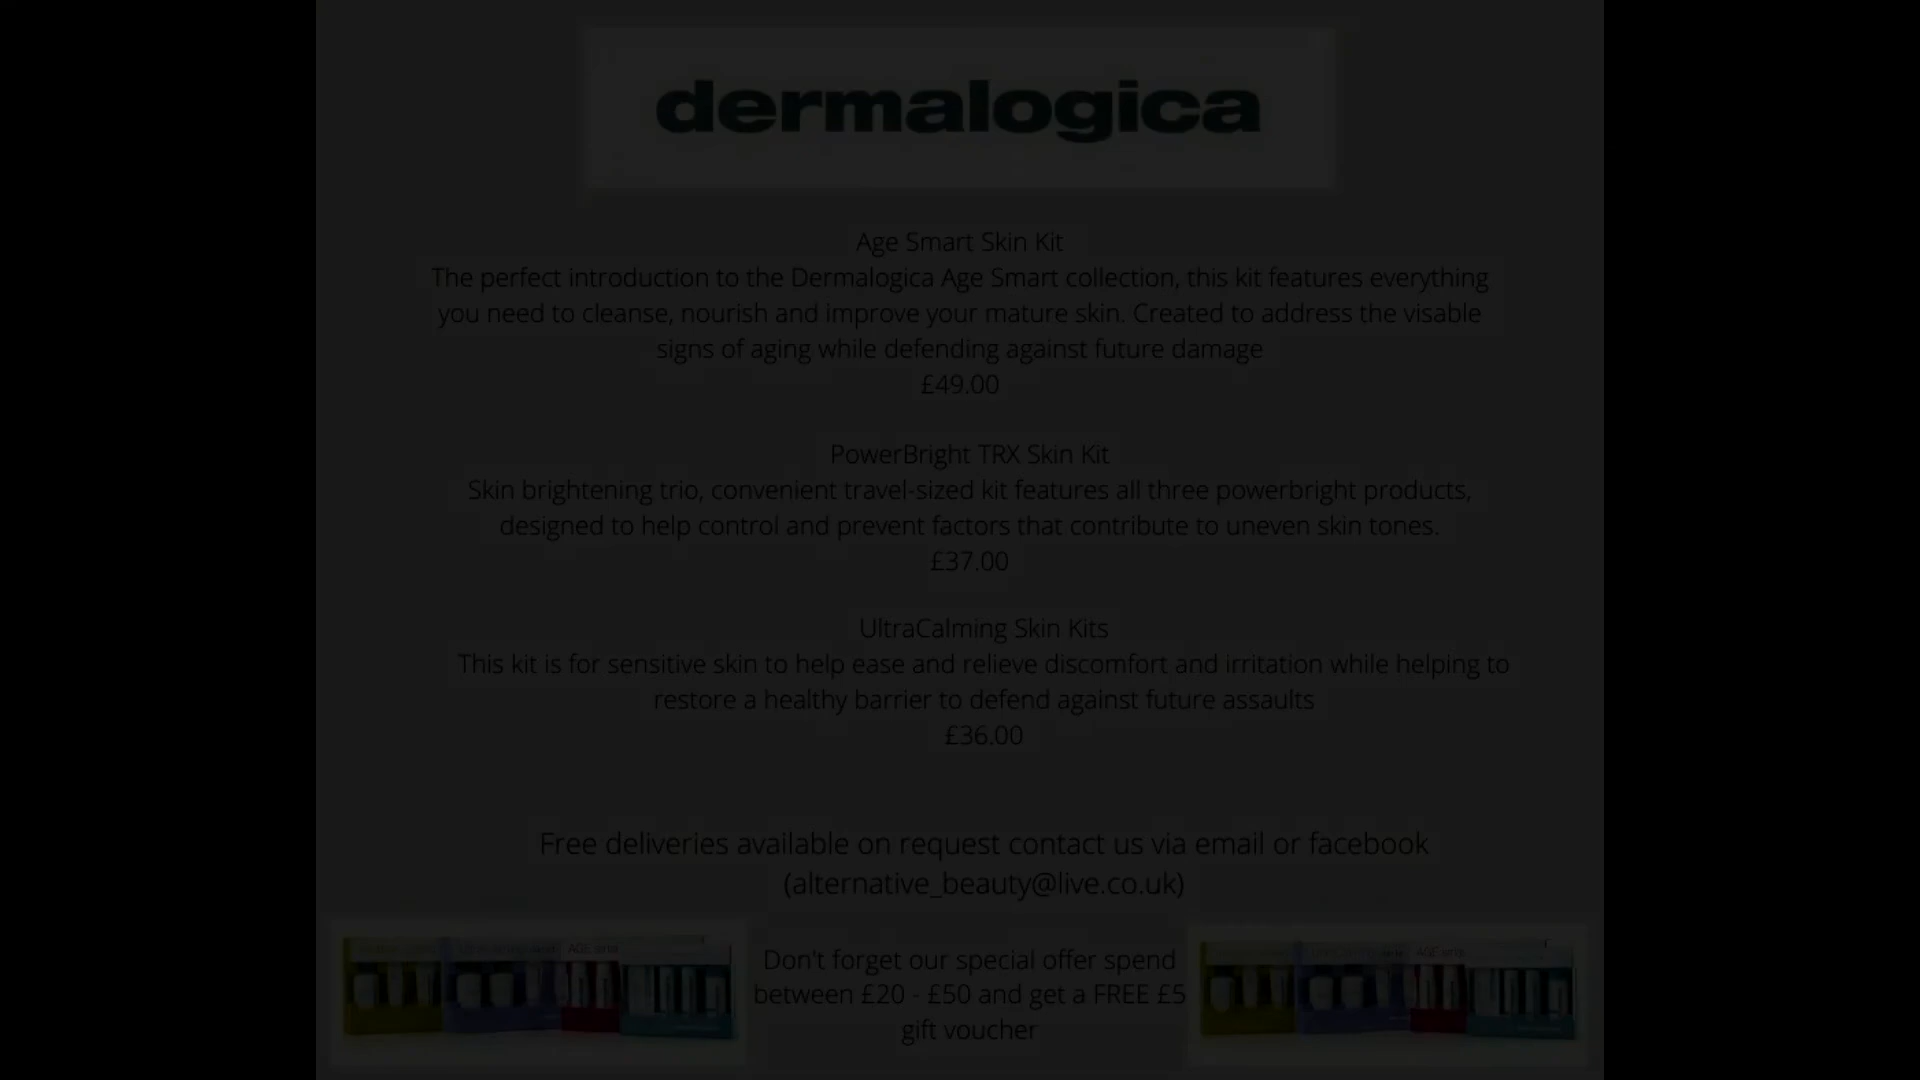 dermalogica
Age Smart Skin Kit
The perfect introduction to the Dermalogica Age Smart collection, this kit features everything
you need to cleanse, nourish and improve your mature skin. Created to address the visable
signs of aging while defending against future damage
£49.00
PowerBright TRX Skin Kit
Skin brightening trio, convenient travel-sized kit features all three powerbright products,
designed to help control and prevent factors that contribute to uneven skin tones.
£37.00
UltraCalming Skin Kits
This kit is for sensitive skin to help ease and relieve discomfort and irritation while helping to
restore a healthy barrier to defend against future assaults
£36.00
Free deliveries available on request contact us via email or facebook
(alternative_beauty@live.co.uk)
Don't forget our special offer spend
between £20 - £50 and get a FREE £5
gift voucher